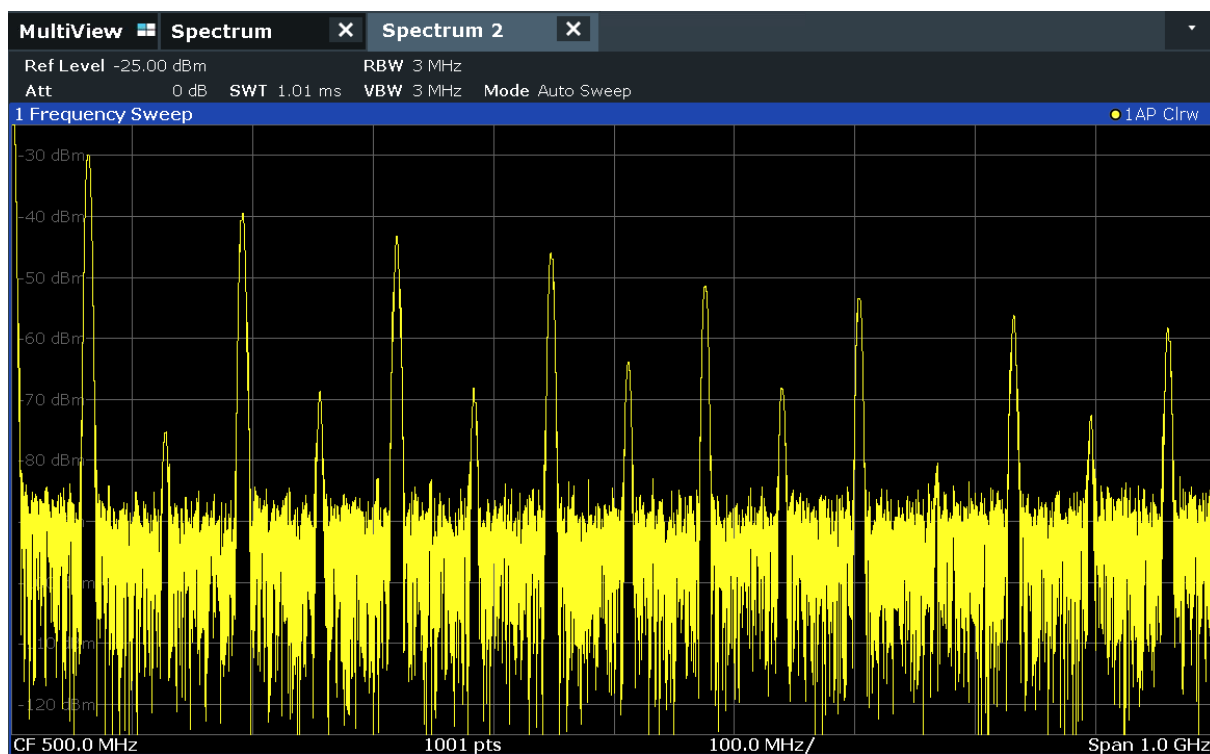 MultiView Spectrum X Spectrum 2 X
Ref Level -25.00 dBm RBW 3 MHz
Att 0 dB SWT 1.01 ms VBW 3 MHz Mode Auto Sweep
1 Frequency Sweep 1AP Clrw
-30 dBm
-40 dBm
-50 dBm
-60 dBm
-70 dBm
-80 dBm
-110 dBm
-120 dBm
CF 500.0 MHz 1001 pts 100.0 MHz/ Span 1.0 GHz